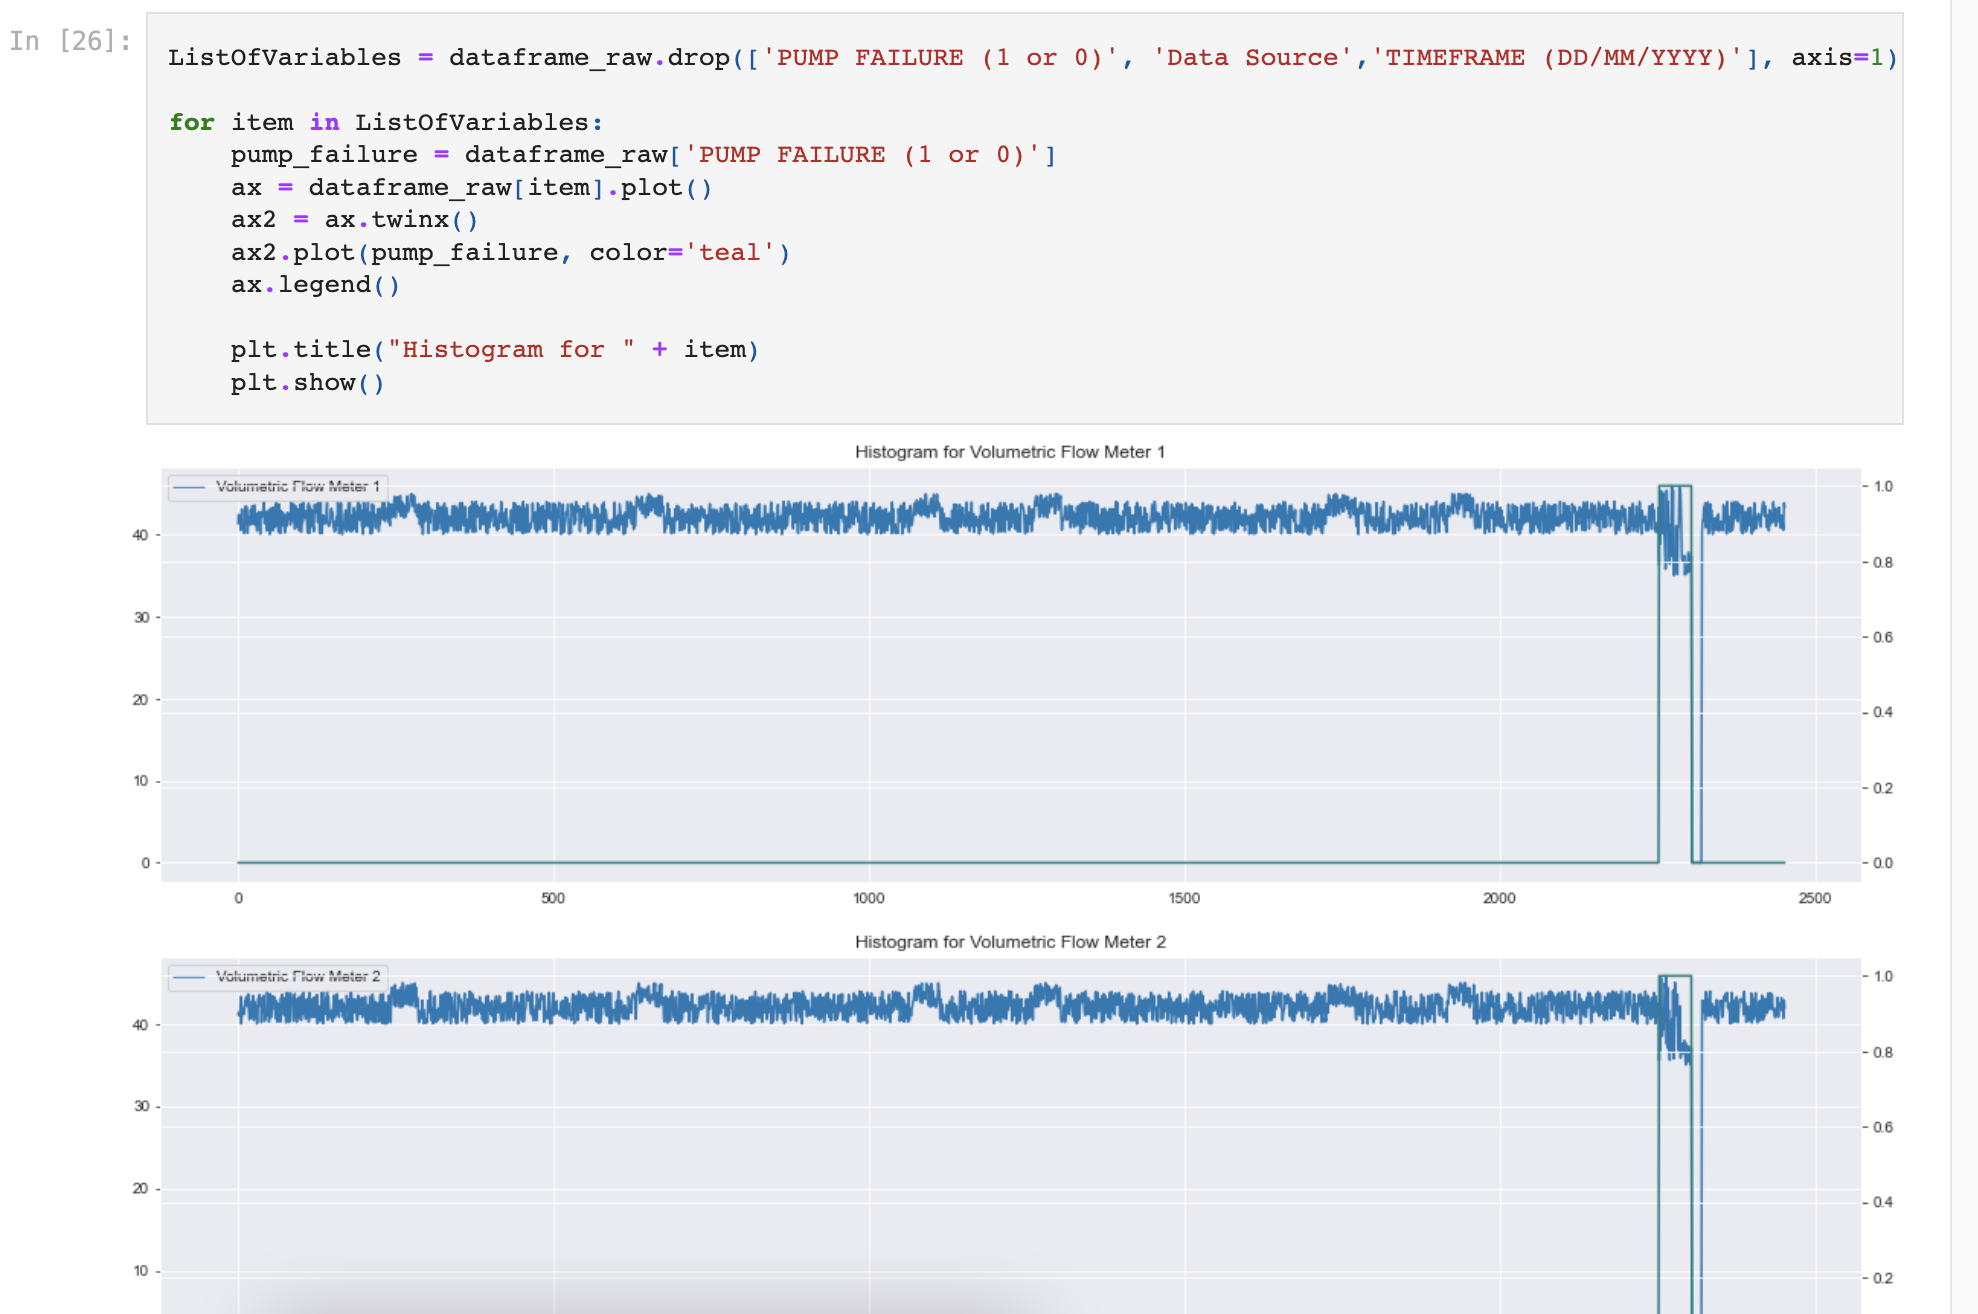 In [26]:
ListOfVariables = dataframe_raw.drop(['PUMP FAILURE (1 or 0)', 'Data Source','TIMEFRAME (DD/MM/YYYY)'], axis=1)
for item in ListOfVariables:
    pump_failure = dataframe_raw['PUMP FAILURE (1 or 0)']
    ax = dataframe_raw[item].plot()
    ax2 = ax.twinx()
    ax2.plot(pump_failure, color='teal')
    ax.legend()
    plt.title("Histogram for " + item)
    plt.show()
Histogram for Volumetric Flow Meter 1
Volumetric Flow Meter 1
40
30
20
10
0
1.0
0.8
0.6
0.4
0.2
0.0
0 500 1000 1500 2000 2500
Histogram for Volumetric Flow Meter 2
Volumetric Flow Meter 2
40
30
20
10
1.0
0.8
0.6
0.4
0.2